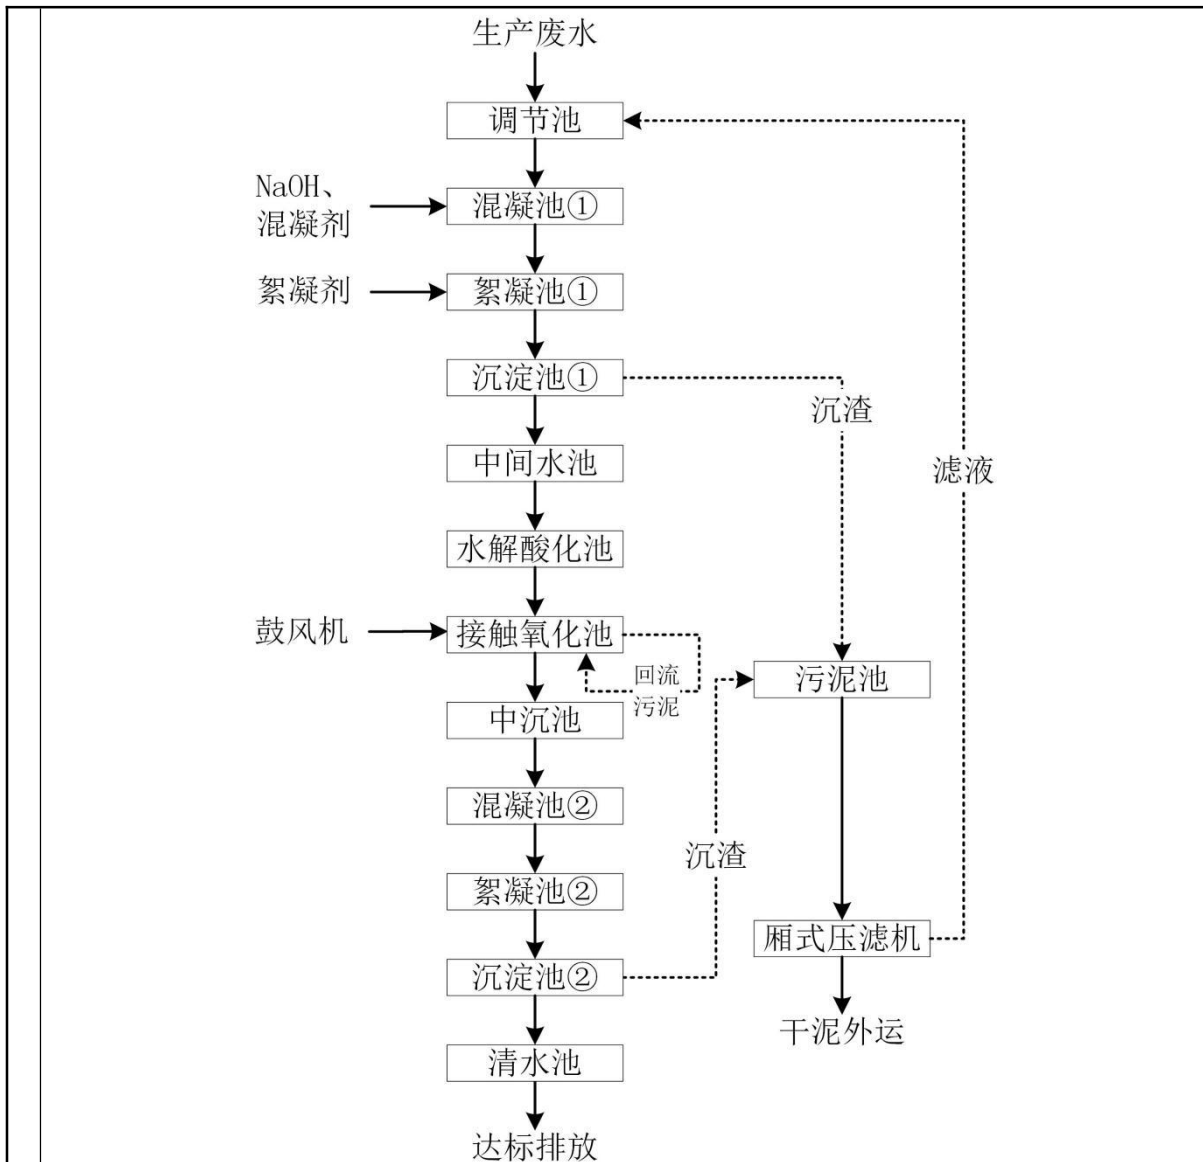 生产废水
调节池
NaOH、
混凝剂
混凝池①
絮凝剂
絮凝池①
沉淀池①
沉渣
中间水池
滤液
水解酸化池
鼓风机
接触氧化池
回流
污泥
污泥池
中沉池
混凝池②
沉渣
絮凝池②
厢式压滤机
沉淀池②
干泥外运
清水池
达标排放